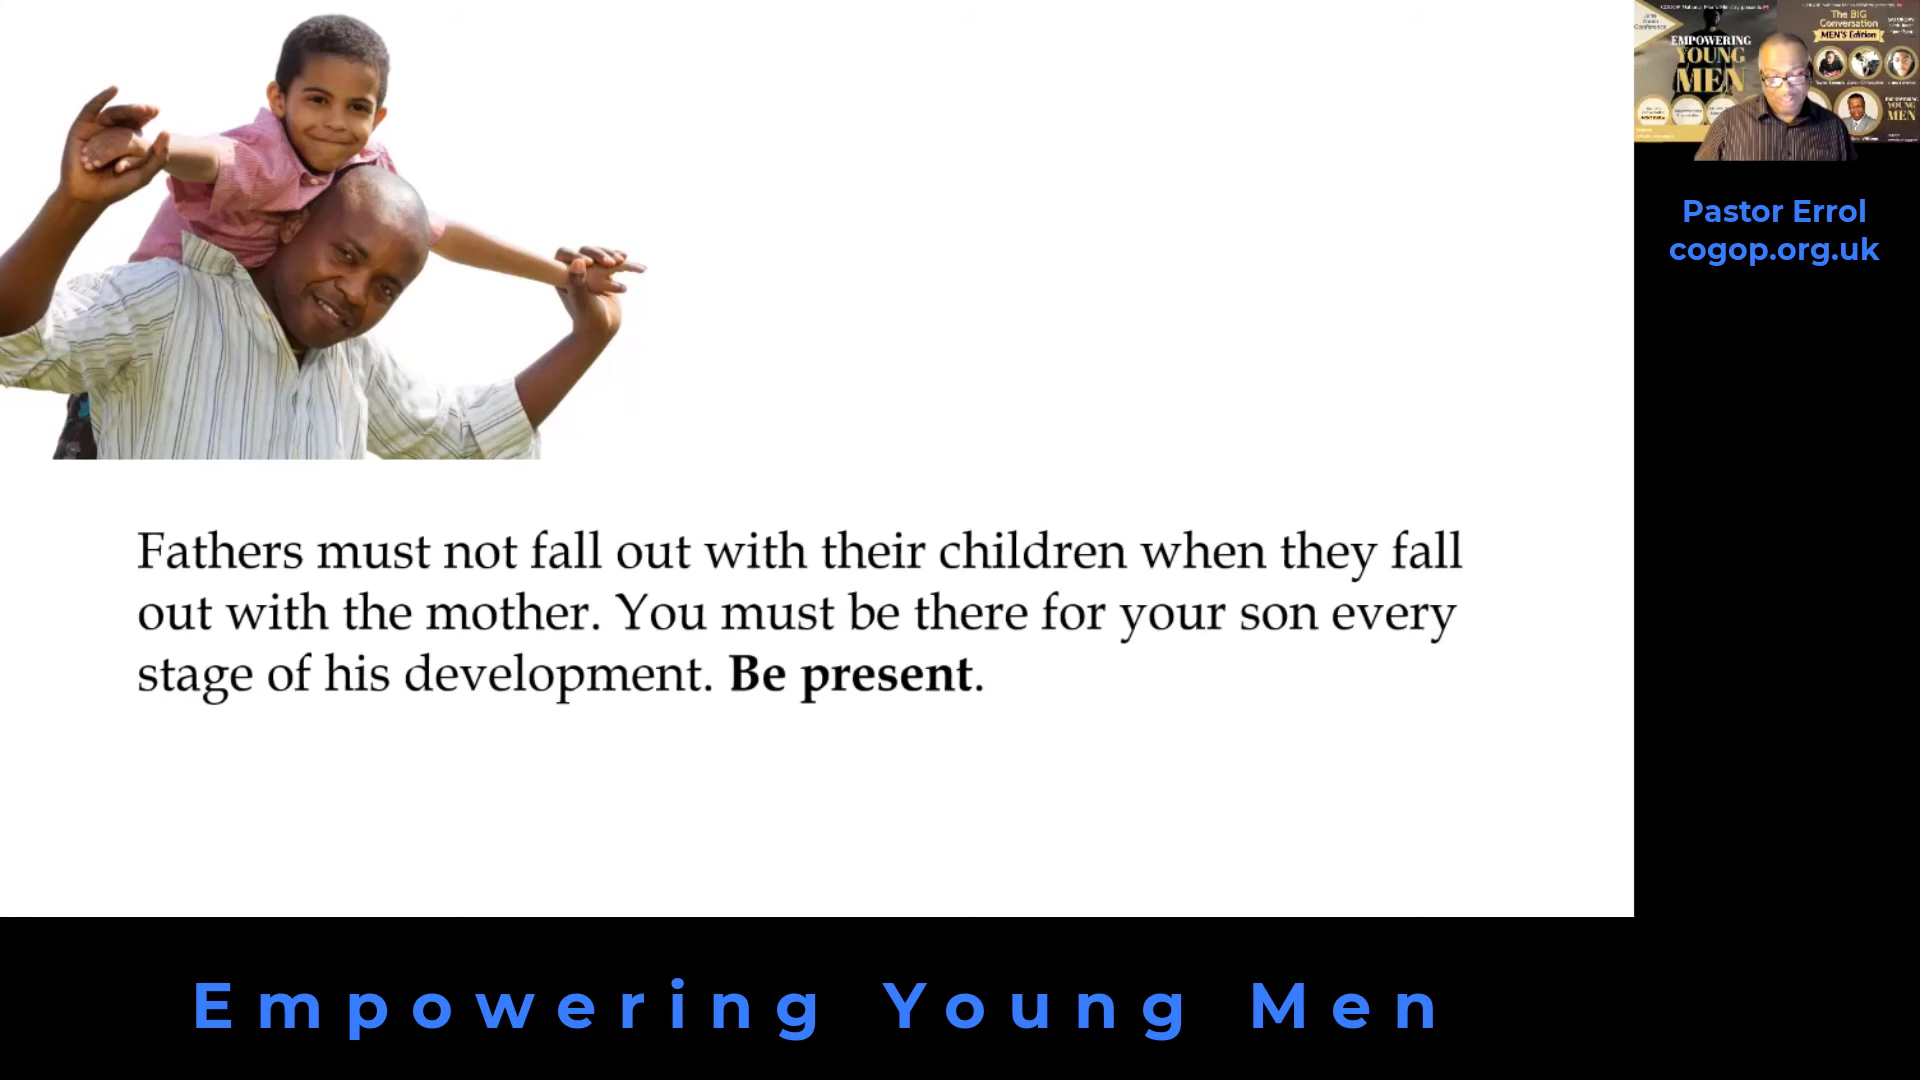 Fathers must not fall out with their children when they fall
out with the mother. You must be there for your son every
stage of his development. Be present.
EMPOWERING
YOUNG
MEN
The BIG
Conversation
MEN'S Edition
YOUNG
MEN
Pastor Errol
cogop.org.uk
Empowering Young Men